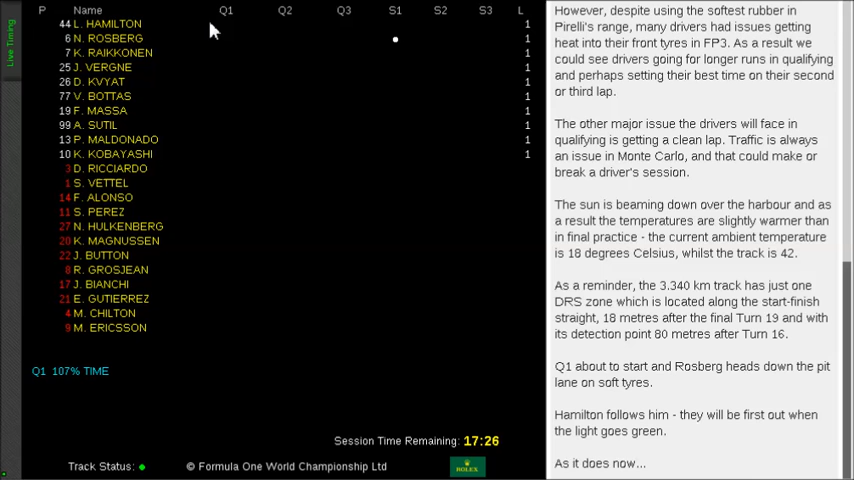 Live Timing
P Name Q1 Q2 Q3 S1 S2 S3 L
44 L. HAMILTON 1
6 N. ROSBERG 1
7 K. RAIKKONEN 1
25 J. VERGNE 1
26 D. KVYAT 1
77 V. BOTTAS 1
19 F. MASSA 1
99 A. SUTIL 1
13 P. MALDONADO 1
10 K. KOBAYASHI 1
3 D. RICCIARDO
1 S. VETTEL
14 F. ALONSO
11 S. PEREZ
27 N. HULKENBERG
20 K. MAGNUSSEN
22 J. BUTTON
8 R. GROSJEAN
17 J. BIANCHI
21 E. GUTIERREZ
4 M. CHILTON
9 M. ERICSSON
Q1 107% TIME
Session Time Remaining: 17:26
Track Status: © Formula One World Championship Ltd
ROLEX
However, despite using the softest rubber in
Pirelli's range, many drivers had issues getting
heat into their front tyres in FP3. As a result we
could see drivers going for longer runs in qualifying
and perhaps setting their best time on their second
or third lap.
The other major issue the drivers will face in
qualifying is getting a clean lap. Traffic is always
an issue in Monte Carlo, and that could make or
break a driver's session.
The sun is beaming down over the harbour and as
a result the temperatures are slightly warmer than
in final practice - the current ambient temperature
is 18 degrees Celsius, whilst the track is 42.
As a reminder, the 3.340 km track has just one
DRS zone which is located along the start-finish
straight, 18 metres after the final Turn 19 and with
its detection point 80 metres after Turn 16.
Q1 about to start and Rosberg heads down the pit
lane on soft tyres.
Hamilton follows him - they will be first out when
the light goes green.
As it does now...